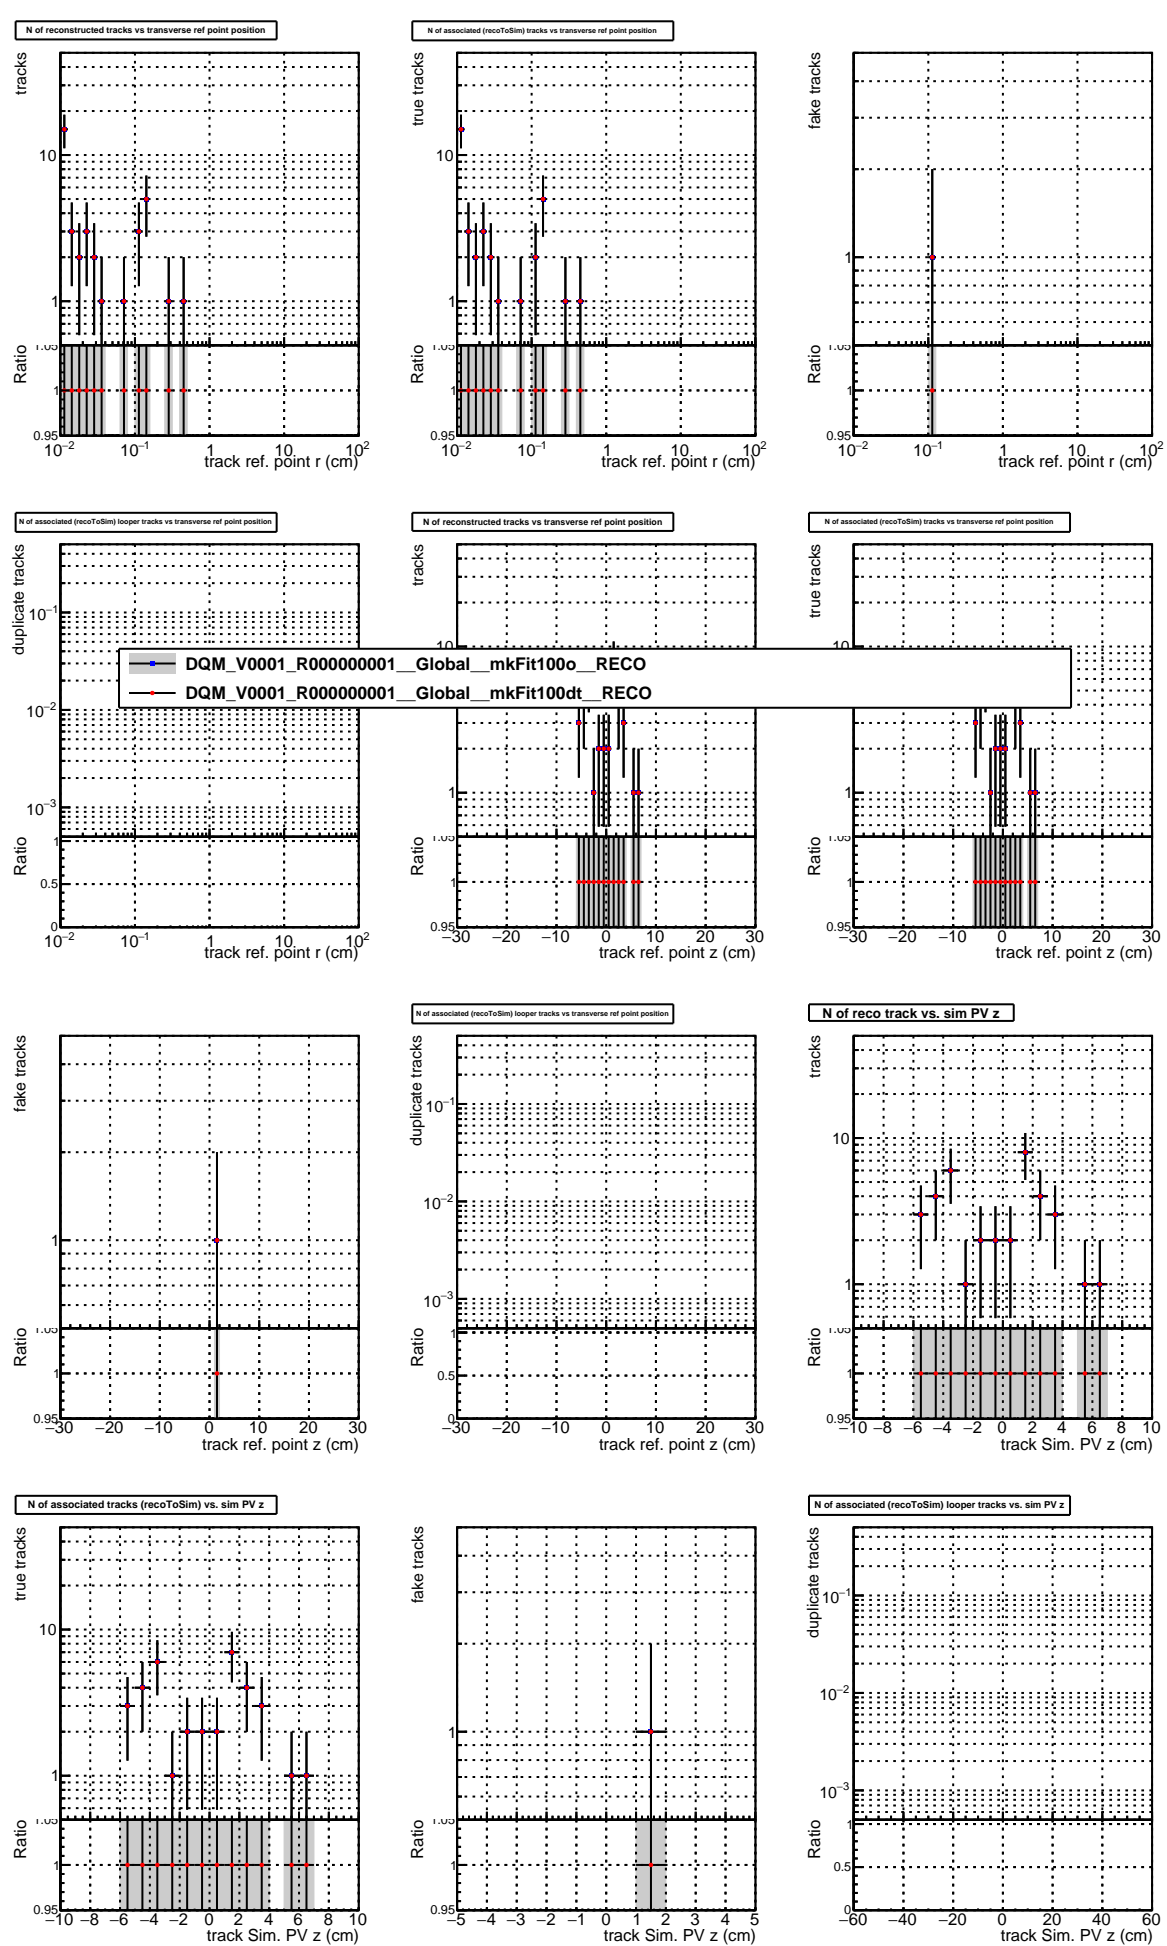 N of reconstructed tracks vs transverse ref point position
tracks
10
1
Ratio
1.05
1
0.95
10−2 10−1 1 10 102
track ref. point r (cm)
N of associated (recoToSim) tracks vs transverse ref point position
true tracks
10
1
Ratio
1.05
1
0.95
10−2 10−1 1 10 102
track ref. point r (cm)
fake tracks
1
Ratio
1.05
1
0.95
10−2 10−1 1 10 102
track ref. point r (cm)
N of associated (recoToSim) looper tracks vs transverse ref point position
duplicate tracks
10−1
10−2
10−3
Ratio
1
0.5
0
10−2 10−1 1 10 102
track ref. point r (cm)
N of reconstructed tracks vs transverse ref point position
tracks
10
1
Ratio
1.05
1
0.95
−30 −20 −10 0 10 20 30
track ref. point z (cm)
N of associated (recoToSim) tracks vs transverse ref point position
true tracks
10
1
Ratio
1.05
1
0.95
−30 −20 −10 0 10 20 30
track ref. point z (cm)
DQM_V0001_R000000001__Global__mkFit100o__RECO
DQM_V0001_R000000001__Global__mkFit100dt__RECO
fake tracks
1
Ratio
1.05
1
0.95
−30 −20 −10 0 10 20 30
track ref. point z (cm)
N of associated (recoToSim) looper tracks vs transverse ref point position
duplicate tracks
10−1
10−2
10−3
Ratio
1
0.5
0
−30 −20 −10 0 10 20 30
track ref. point z (cm)
N of reco track vs. sim PV z
tracks
10
1
Ratio
1.05
1
0.95
−10 −8 −6 −4 −2 0 2 4 6 8 10
track Sim. PV z (cm)
N of associated tracks (recoToSim) vs. sim PV z
true tracks
10
1
Ratio
1.05
1
0.95
−10 −8 −6 −4 −2 0 2 4 6 8 10
track Sim. PV z (cm)
fake tracks
1
Ratio
1.05
1
0.95
−5 −4 −3 −2 −1 0 1 2 3 4 5
track Sim. PV z (cm)
N of associated (recoToSim) looper tracks vs. sim PV z
duplicate tracks
10−1
10−2
10−3
Ratio
1
0.5
0
−60 −40 −20 0 20 40 60
track Sim. PV z (cm)